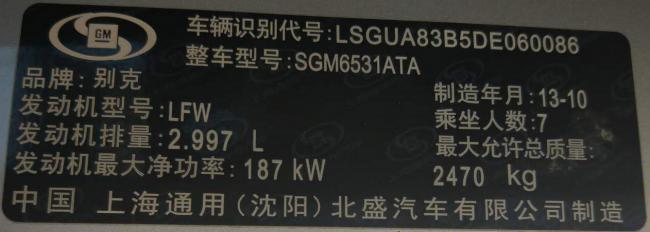 GM
车辆识别代号:LSGUA83B5DE060086
整车型号:SGM6531ATA
品牌:别克
制造年月:13-10
发动机型号:LFW
乘坐人数:7
发动机排量:2.997 L
最大允许总质量:
发动机最大净功率:187 kW
2470 kg
中国 上海通用(沈阳)北盛汽车有限公司制造